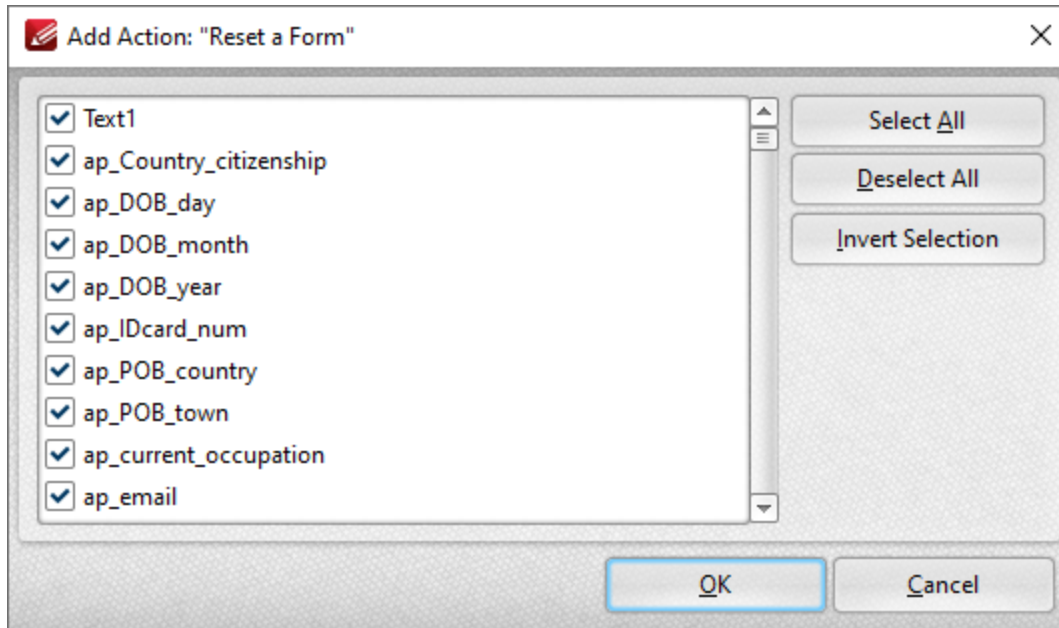 Add Action: "Reset a Form"
Text1
ap_Country_citizenship
ap_DOB_day
ap_DOB_month
ap_DOB_year
ap_IDcard_num
ap_POB_country
ap_POB_town
ap_current_occupation
ap_email
Select All
Deselect All
Invert Selection
OK
Cancel